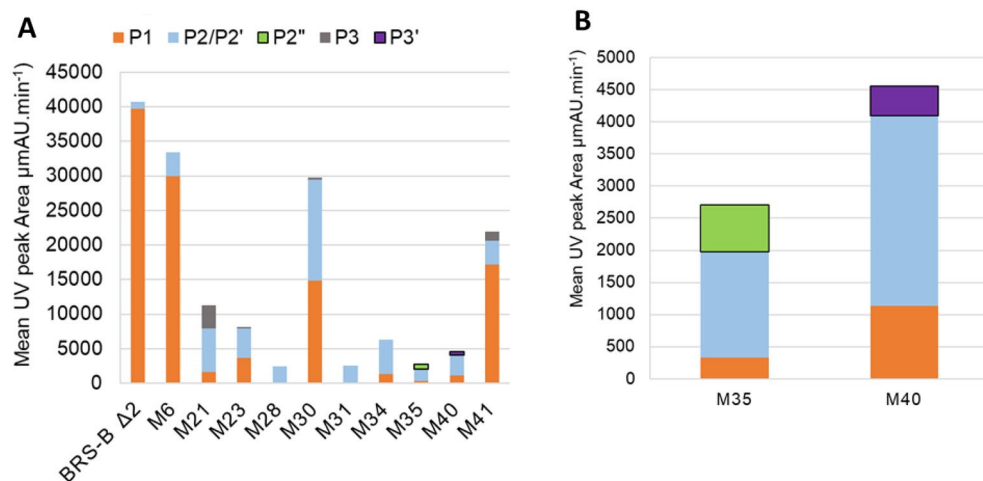 A
P1 P2/P2' P2" P3 P3'
Mean UV peak Area µmAU.min⁻¹
45000
40000
35000
30000
25000
20000
15000
10000
5000
0
BRS-B Δ2
M6
M21
M23
M28
M30
M31
M34
M35
M40
M41
B
Mean UV peak Area µmAU.min⁻¹
5000
4500
4000
3500
3000
2500
2000
1500
1000
500
0
M35 M40